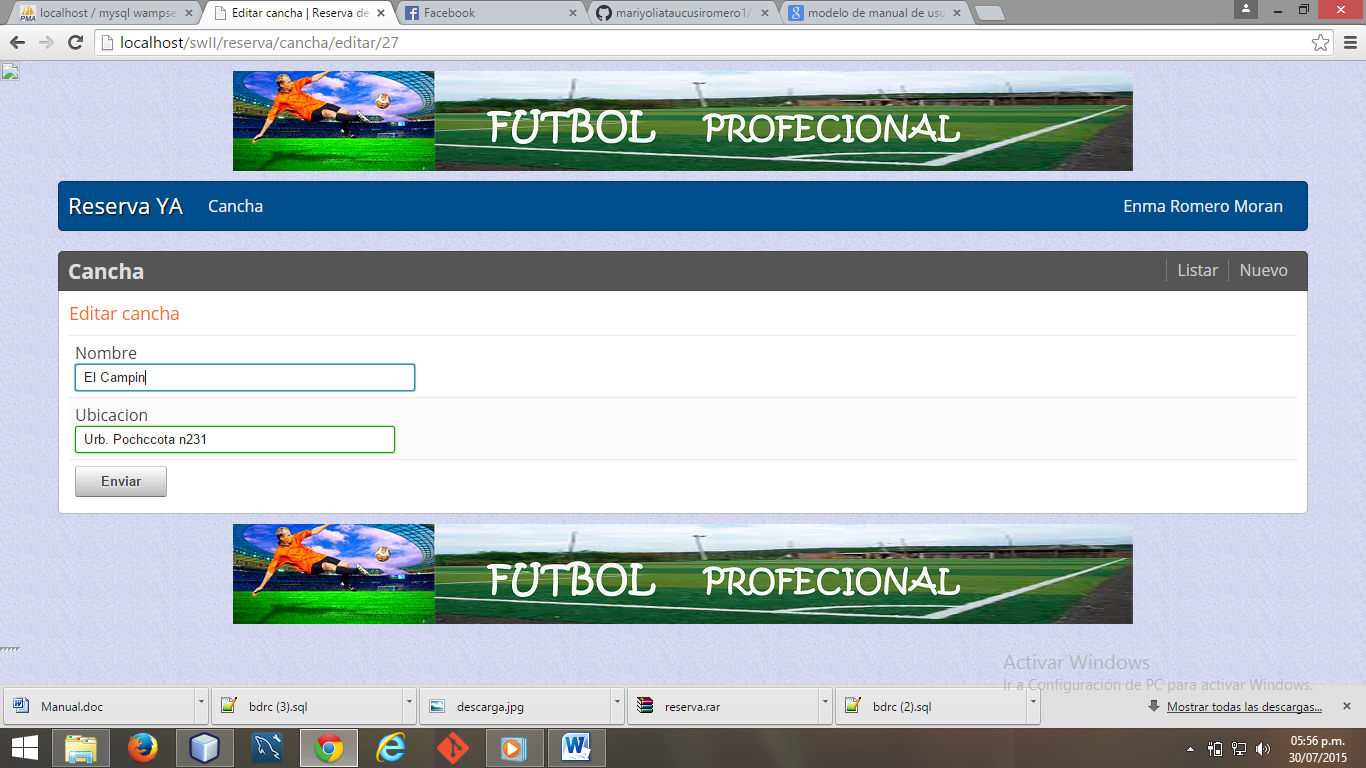 localhost / mysql wampse
Editar cancha | Reserva de
Facebook
mariyoliataucusiromero1/
modelo de manual de usu
localhost/swII/reserva/cancha/editar/27
FUTBOL PROFECIONAL
Reserva YA
Cancha
Enma Romero Moran
Cancha
Listar
Nuevo
Editar cancha
Nombre
El Campin
Ubicacion
Urb. Pochccota n231
Enviar
FUTBOL PROFECIONAL
Activar Windows
Ir a Configuración de PC para activar Windows.
Manual.doc
bdrc (3).sql
descarga.jpg
reserva.rar
bdrc (2).sql
Mostrar todas las descargas...
05:56 p.m.
30/07/2015